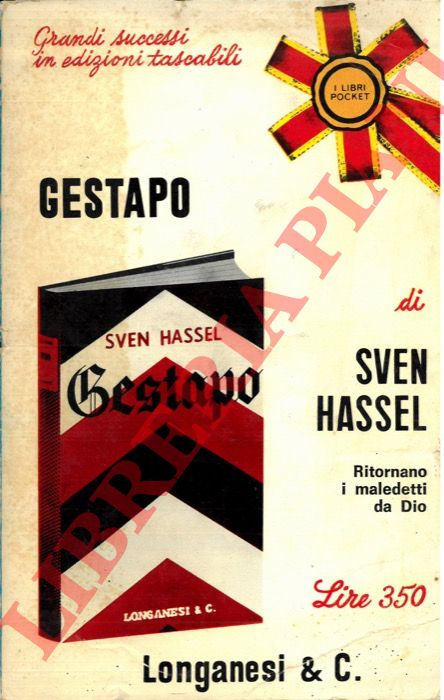 Grandi successi
in edizioni tascabili
I LIBRI
POCKET
GESTAPO
di
SVEN
HASSEL
Ritornano
i maledetti
da Dio
SVEN HASSEL
Gestapo
LONGANESI & C.
Lire 350
Longanesi & C.
LIBRERIA PIANI